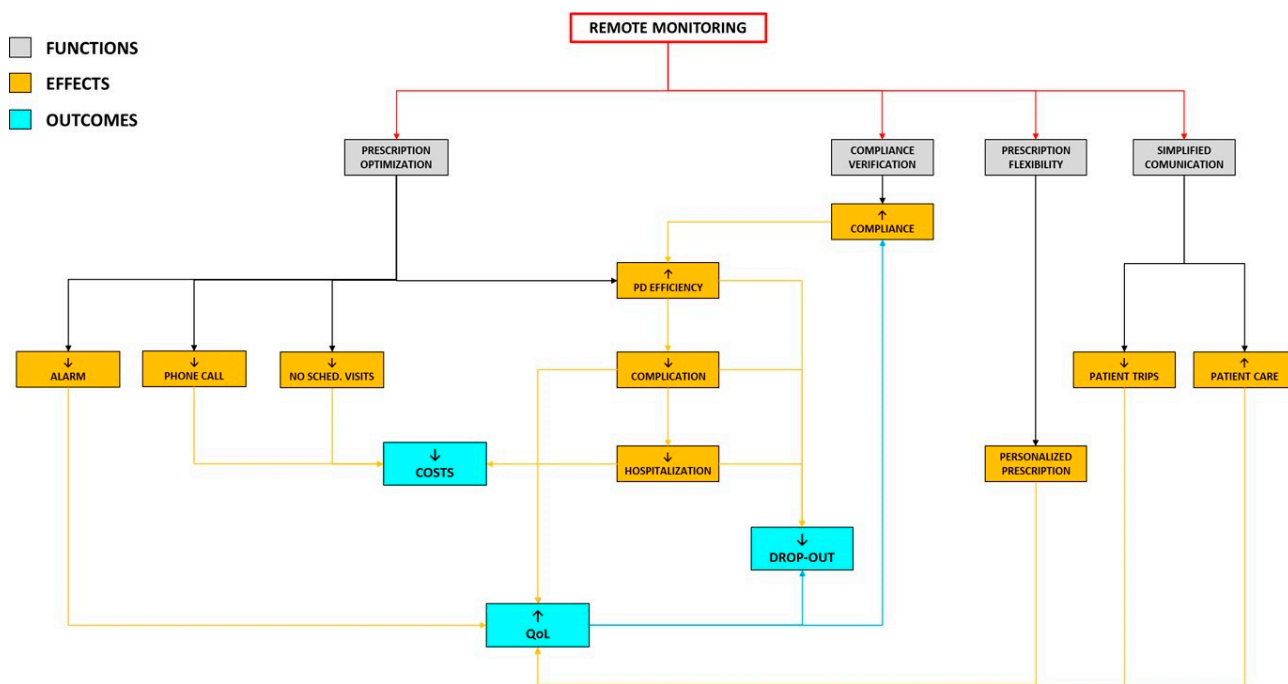 REMOTE MONITORING
FUNCTIONS
EFFECTS
OUTCOMES
PRESCRIPTION
OPTIMIZATION
COMPLIANCE
VERIFICATION
PRESCRIPTION
FLEXIBILITY
SIMPLIFIED
COMUNICATION
↑
COMPLIANCE
↑
PD EFFICIENCY
↓
ALARM
↓
PHONE CALL
↓
NO SCHED. VISITS
↓
COMPLICATION
↓
PATIENT TRIPS
↑
PATIENT CARE
↓
COSTS
↓
HOSPITALIZATION
PERSONALIZED
PRESCRIPTION
↓
DROP-OUT
↑
QoL